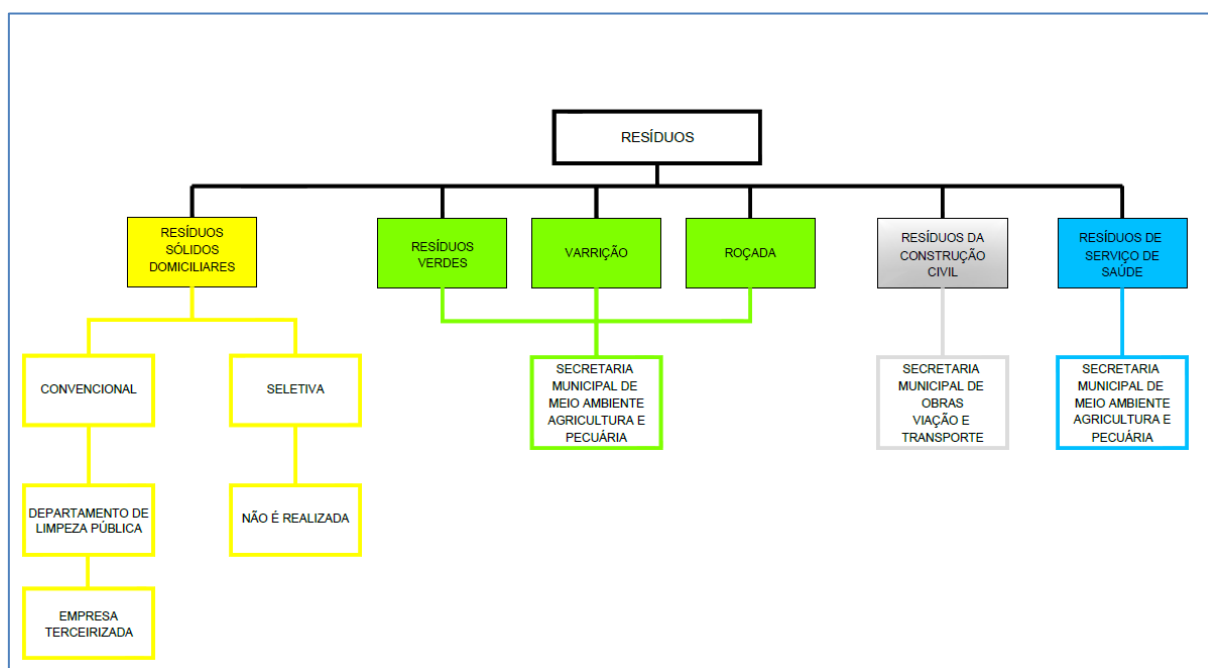 RESÍDUOS
RESÍDUOS
SÓLIDOS
DOMICILIARES
RESÍDUOS
VERDES
VARRIÇÃO
ROÇADA
RESÍDUOS DA
CONSTRUÇÃO
CIVIL
RESÍDUOS DE
SERVIÇO DE
SAÚDE
CONVENCIONAL
SELETIVA
SECRETARIA
MUNICIPAL DE
MEIO AMBIENTE
AGRICULTURA E
PECUÁRIA
SECRETARIA
MUNICIPAL DE
OBRAS
VIAÇÃO E
TRANSPORTE
SECRETARIA
MUNICIPAL DE
MEIO AMBIENTE
AGRICULTURA E
PECUÁRIA
DEPARTAMENTO DE
LIMPEZA PÚBLICA
NÃO É REALIZADA
EMPRESA
TERCEIRIZADA